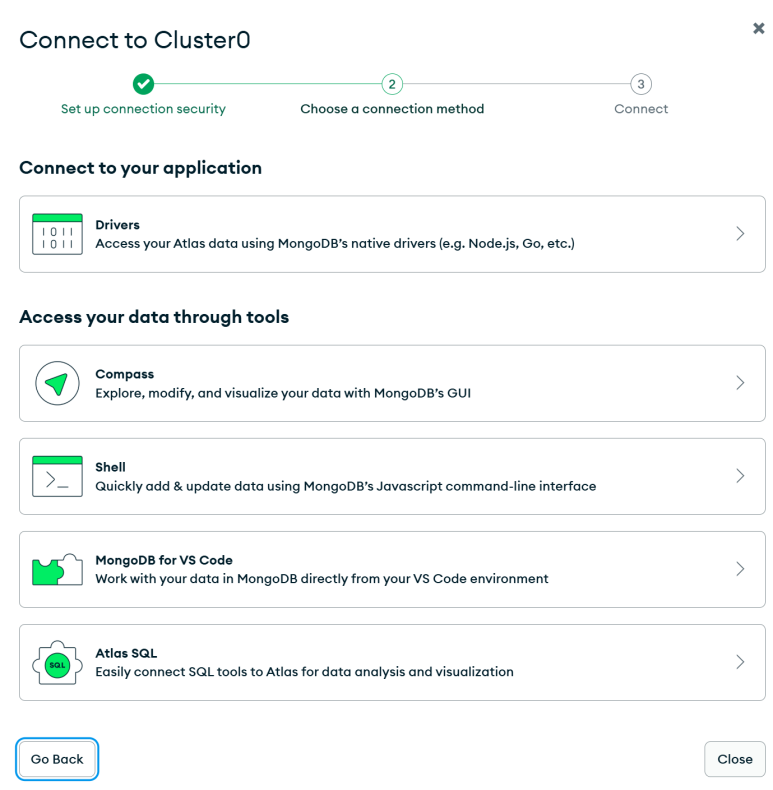 Connect to Cluster0
2
3
Set up connection security
Choose a connection method
Connect
Connect to your application
1011
1011
Drivers
Access your Atlas data using MongoDB's native drivers (e.g. Node.js, Go, etc.)
Access your data through tools
Compass
Explore, modify, and visualize your data with MongoDB's GUI
Shell
Quickly add & update data using MongoDB's Javascript command-line interface
MongoDB for VS Code
Work with your data in MongoDB directly from your VS Code environment
SQL
Atlas SQL
Easily connect SQL tools to Atlas for data analysis and visualization
Go Back
Close